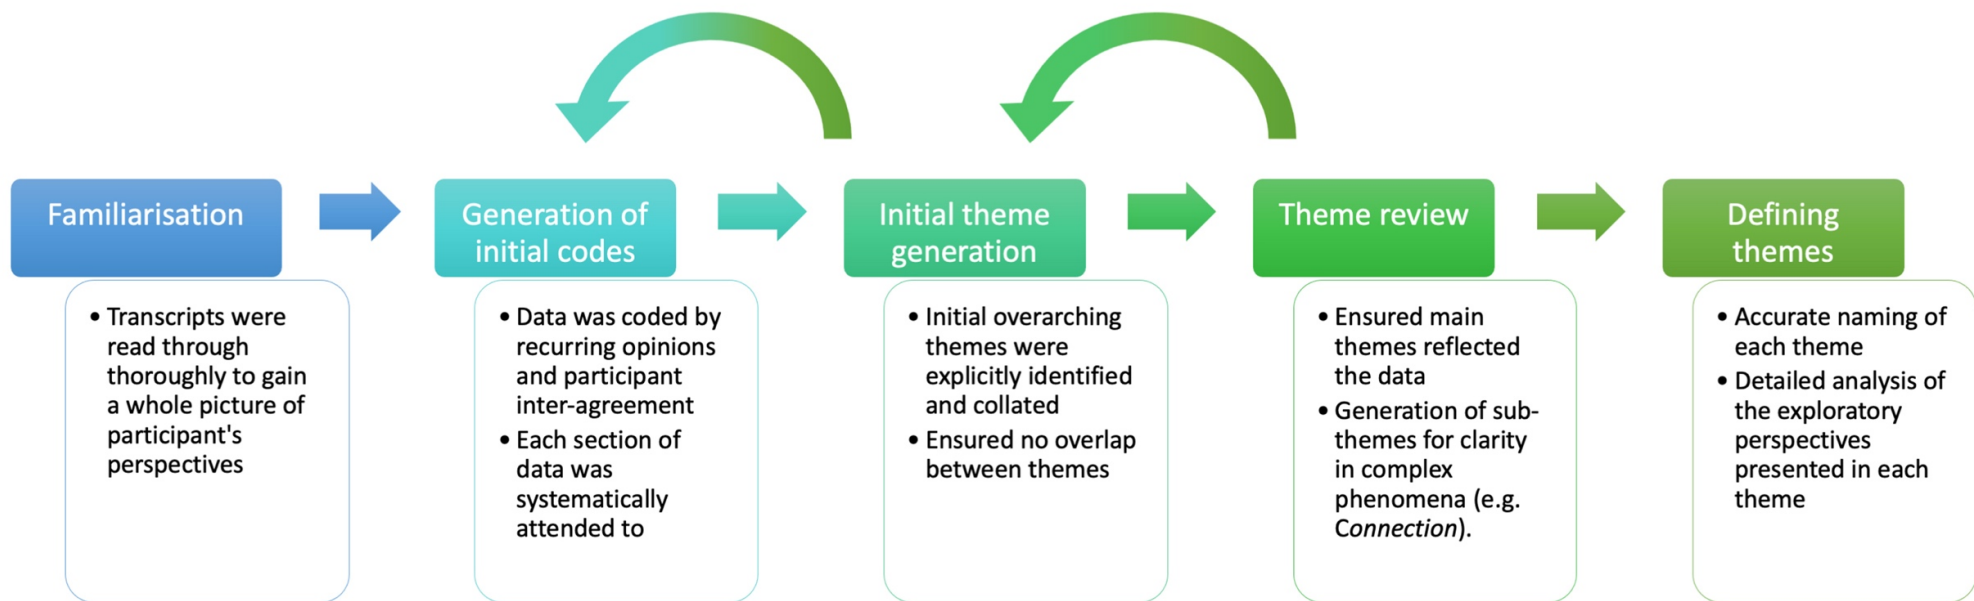 Familiarisation
• Transcripts were
read through
thoroughly to gain
a whole picture of
participant's
perspectives
Generation of
initial codes
• Data was coded by
recurring opinions
and participant
inter-agreement
• Each section of
data was
systematically
attended to
Initial theme
generation
• Initial overarching
themes were
explicitly identified
and collated
• Ensured no overlap
between themes
Theme review
• Ensured main
themes reflected
the data
• Generation of sub-
themes for clarity
in complex
phenomena (e.g.
Connection).
Defining
themes
• Accurate naming of
each theme
• Detailed analysis of
the exploratory
perspectives
presented in each
theme